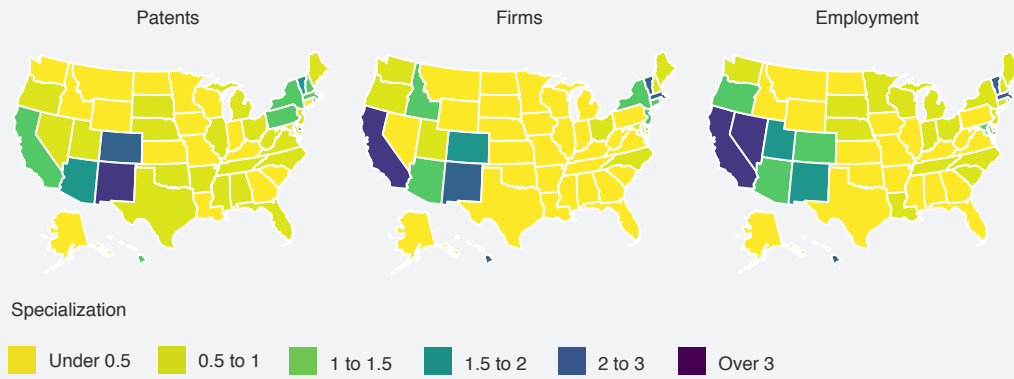 Patents
Firms
Employment
Specialization
Under 0.5
0.5 to 1
1 to 1.5
1.5 to 2
2 to 3
Over 3